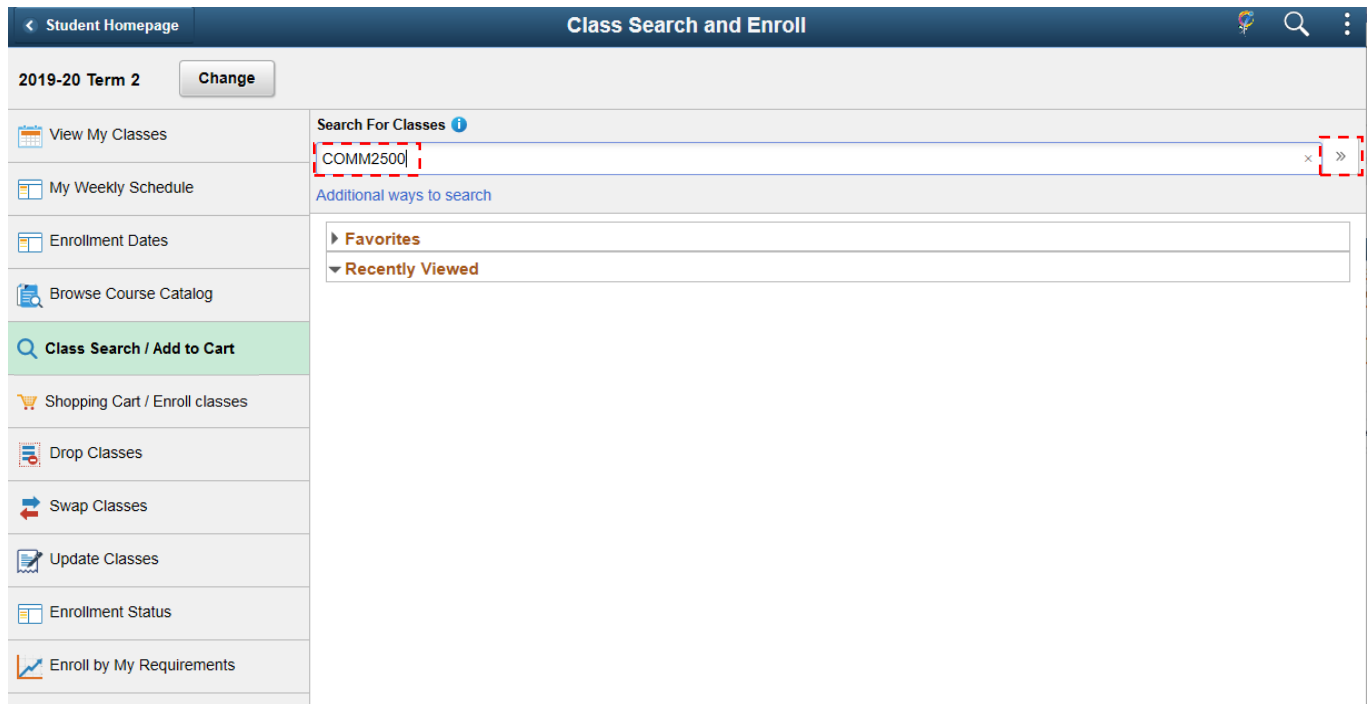 Student Homepage
Class Search and Enroll
2019-20 Term 2
Change
View My Classes
My Weekly Schedule
Enrollment Dates
Browse Course Catalog
Class Search / Add to Cart
Shopping Cart / Enroll classes
Drop Classes
Swap Classes
Update Classes
Enrollment Status
Enroll by My Requirements
Search For Classes
COMM2500
×
»
Additional ways to search
Favorites
Recently Viewed